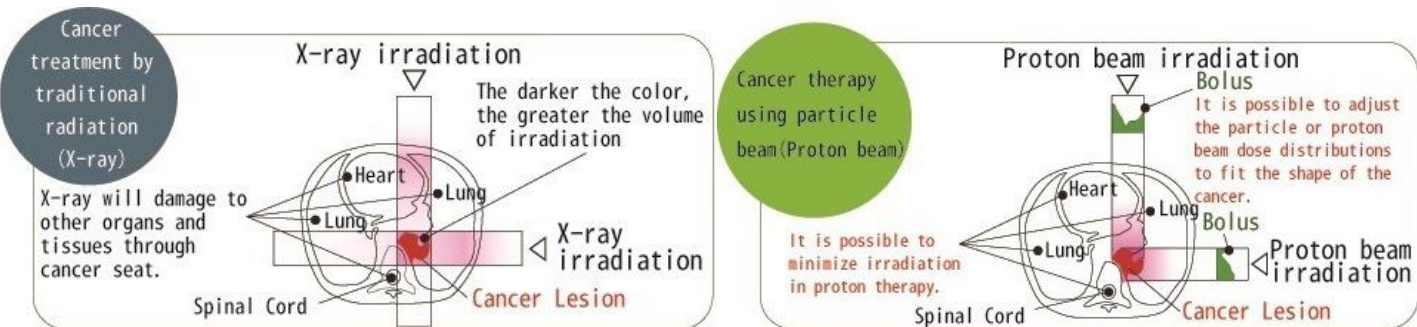 Cancer
treatment by
traditional
radiation
(X-ray)
X-ray irradiation
The darker the color,
the greater the volume
of irradiation
Heart
Lung
Lung
X-ray will damage to
other organs and
tissues through
cancer seat.
X-ray
irradiation
Spinal Cord
Cancer Lesion
Cancer therapy
using particle
beam(Proton beam)
Proton beam irradiation
Bolus
It is possible to adjust
the particle or proton
beam dose distributions
to fit the shape of the
cancer.
Heart
Lung
Lung
Bolus
It is possible to
minimize irradiation
in proton therapy.
Proton beam
irradiation
Spinal Cord
Cancer Lesion